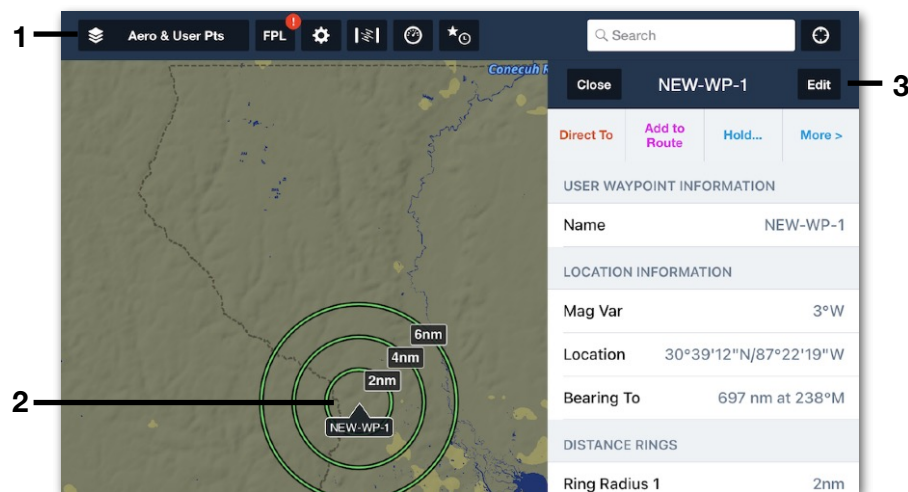 1
Aero & User Pts
FPL
!
Search
Conecuh R
Close
NEW-WP-1
Edit
3
Direct To
Add to
Route
Hold...
More >
USER WAYPOINT INFORMATION
Name NEW-WP-1
LOCATION INFORMATION
Mag Var 3°W
Location 30°39'12"N/87°22'19"W
Bearing To 697 nm at 238°M
DISTANCE RINGS
Ring Radius 1 2nm
6nm
4nm
2nm
2
NEW-WP-1